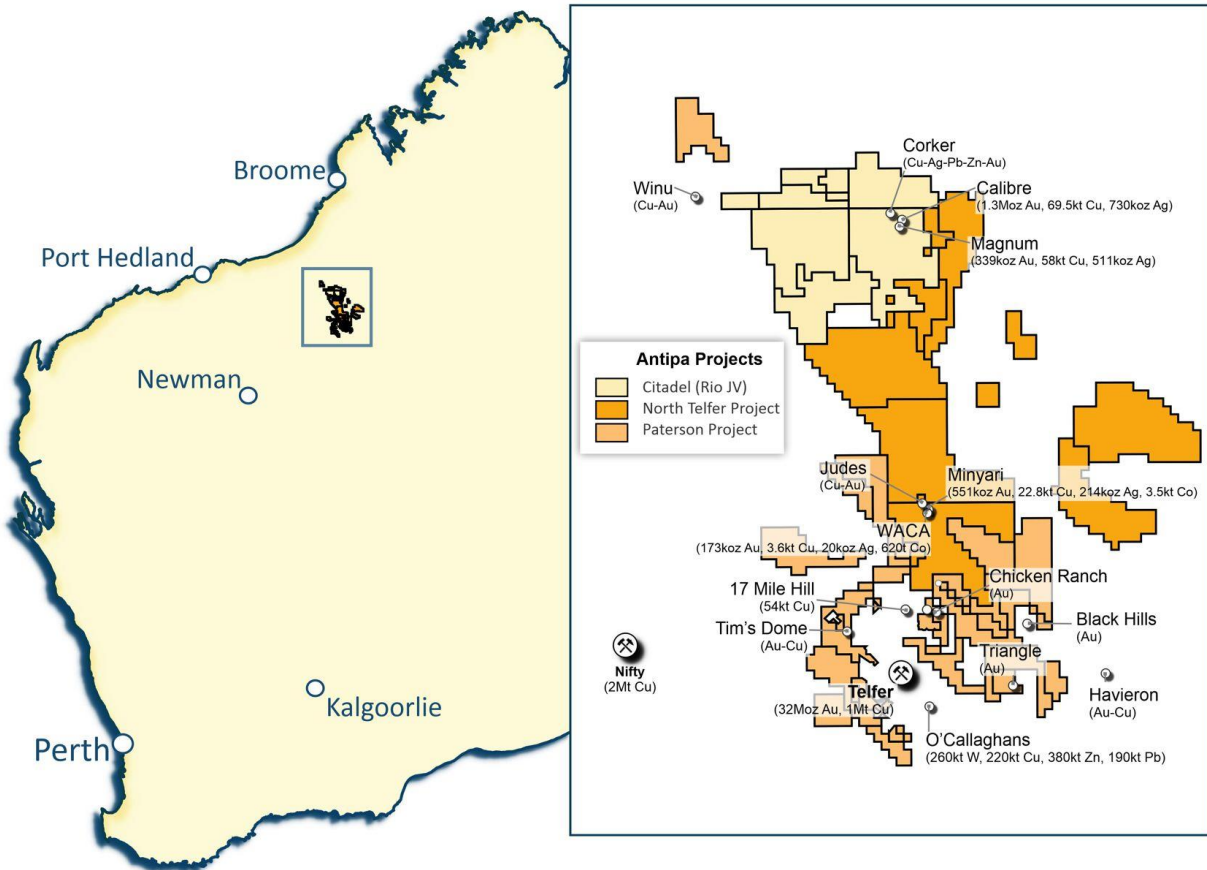 Broome
Port Hedland
Newman
Kalgoorlie
Perth
Corker
(Cu-Ag-Pb-Zn-Au)
Winu
(Cu-Au)
Calibre
(1.3Moz Au, 69.5kt Cu, 730koz Ag)
Magnum
(339koz Au, 58kt Cu, 511koz Ag)
Antipa Projects
Citadel (Rio JV)
North Telfer Project
Paterson Project
Judes
(Cu-Au)
Minyari
(551koz Au, 22.8kt Cu, 214koz Ag, 3.5kt Co)
WACA
(173koz Au, 3.6kt Cu, 20koz Ag, 620t Co)
Chicken Ranch
(Au)
17 Mile Hill
(54kt Cu)
Black Hills
(Au)
Tim's Dome
(Au-Cu)
Triangle
(Au)
Nifty
(2Mt Cu)
Telfer
(32Moz Au, 1Mt Cu)
Havieron
(Au-Cu)
O'Callaghans
(260kt W, 220kt Cu, 380kt Zn, 190kt Pb)